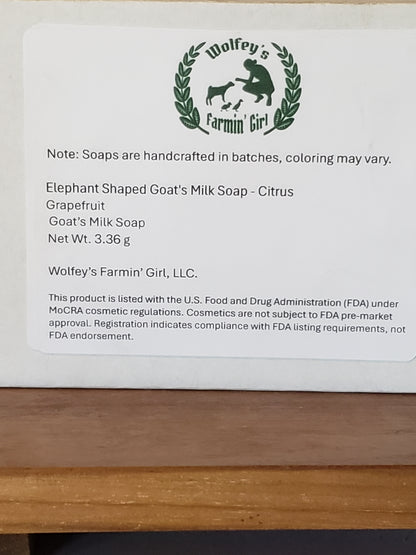 Wolfey's
Farmin' Girl
Note: Soaps are handcrafted in batches, coloring may vary.
Elephant Shaped Goat's Milk Soap - Citrus
Grapefruit
Goat's Milk Soap
Net Wt. 3.36 g
Wolfey's Farmin' Girl, LLC.
This product is listed with the U.S. Food and Drug Administration (FDA) under
MoCRA cosmetic regulations. Cosmetics are not subject to FDA pre-market
approval. Registration indicates compliance with FDA listing requirements, not
FDA endorsement.